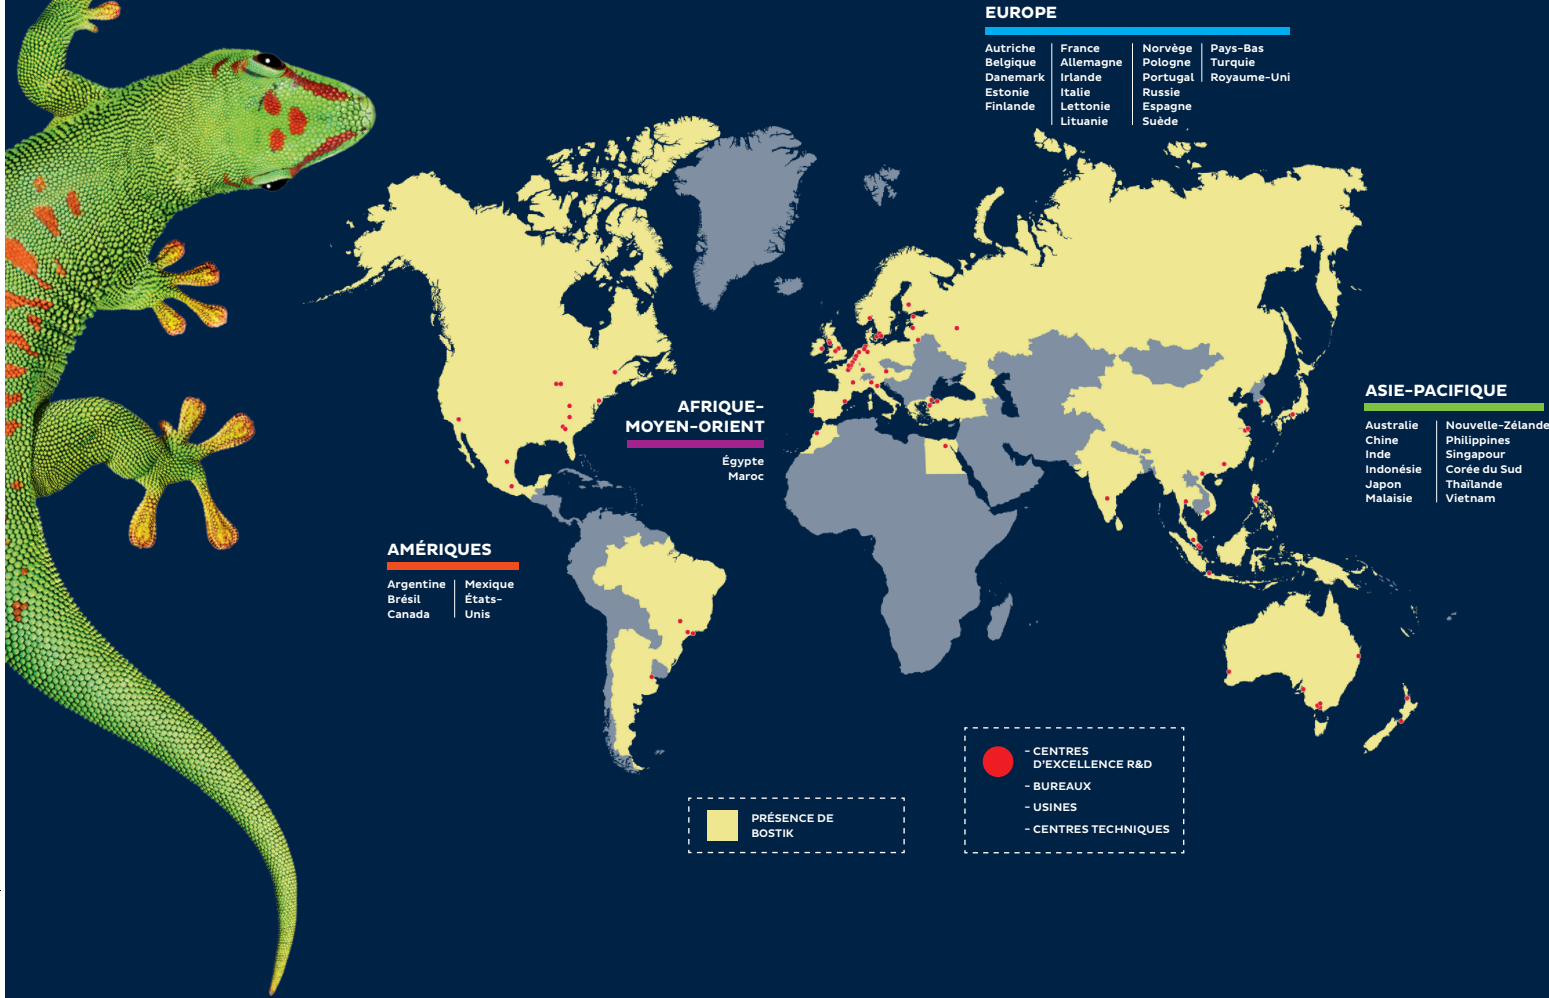 EUROPE
Autriche
Belgique
Danemark
Estonie
Finlande
France
Allemagne
Irlande
Italie
Lettonie
Lituanie
Norvège
Pologne
Portugal
Russie
Espagne
Suède
Pays-Bas
Turquie
Royaume-Uni
ASIE-PACIFIQUE
Australie
Chine
Inde
Indonésie
Japon
Malaisie
Nouvelle-Zélande
Philippines
Singapour
Corée du Sud
Thaïlande
Vietnam
AFRIQUE-
MOYEN-ORIENT
Égypte
Maroc
AMÉRIQUES
Argentine
Brésil
Canada
Mexique
États-
Unis
PRÉSENCE DE
BOSTIK
- CENTRES
D'EXCELLENCE R&D
- BUREAUX
- USINES
- CENTRES TECHNIQUES